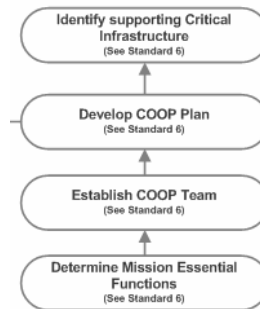 Identify supporting Critical
Infrastructure
(See Standard 6)
Develop COOP Plan
(See Standard 6)
Establish COOP Team
(See Standard 6)
Determine Mission Essential
Functions
(See Standard 6)